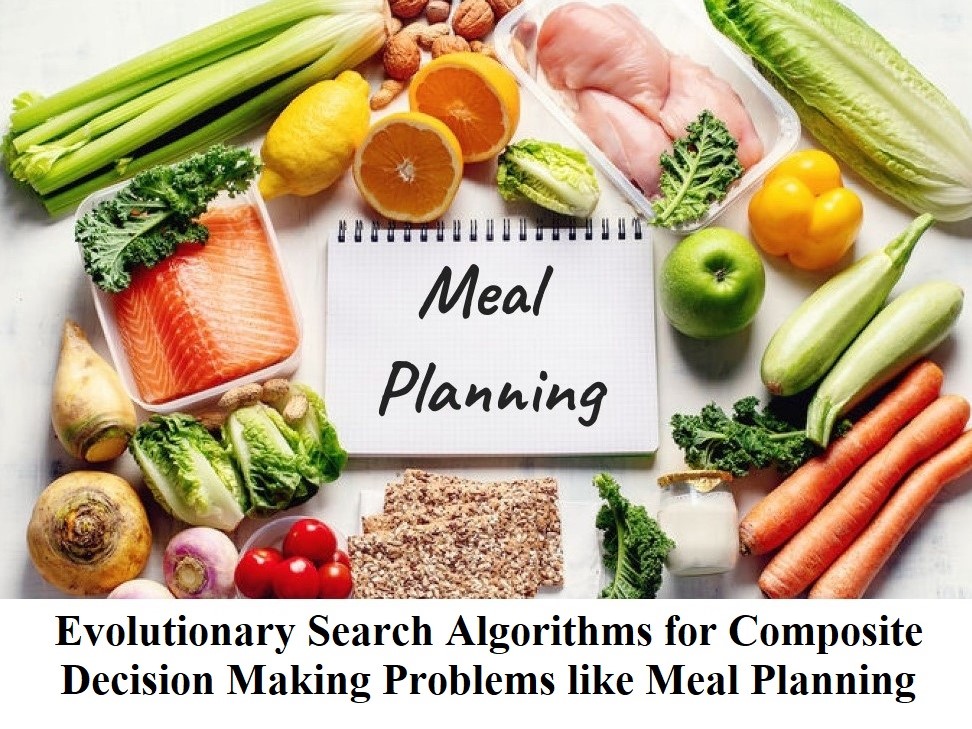 Meal
Planning
Evolutionary Search Algorithms for Composite
Decision Making Problems like Meal Planning